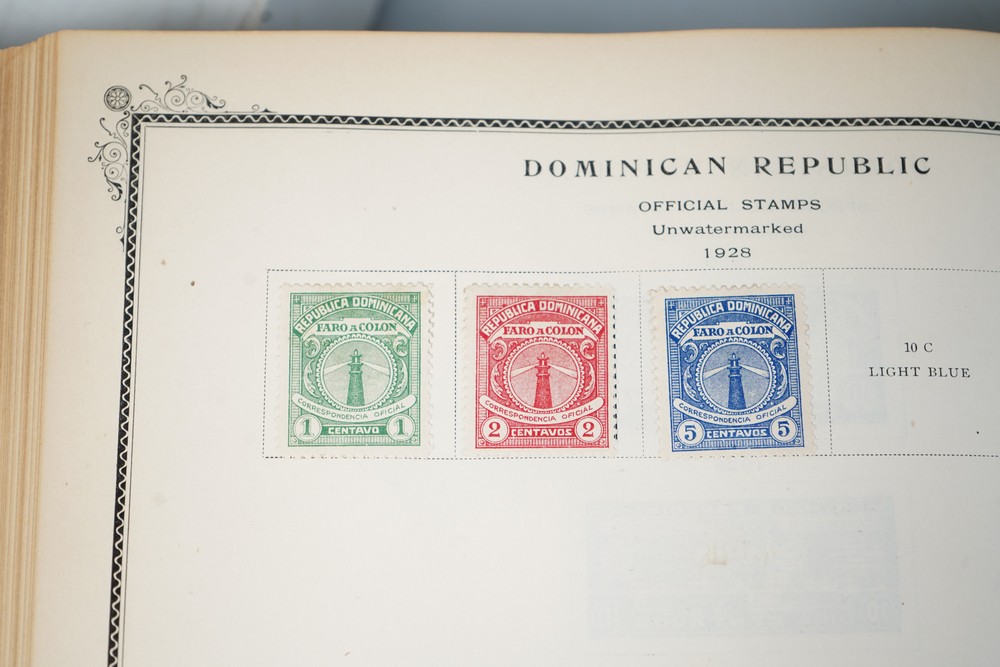 DOMINICAN REPUBLIC
OFFICIAL STAMPS
Unwatermarked
1928
REPUBLICA DOMINICANA
FARO A COLON
CORRESPONDENCIA OFICIAL
1 CENTAVO 1
REPUBLICA DOMINICANA
FARO A COLON
CORRESPONDENCIA OFICIAL
2 CENTAVOS 2
REPUBLICA DOMINICANA
FARO A COLON
CORRESPONDENCIA OFICIAL
5 CENTAVOS 5
10 C
LIGHT BLUE